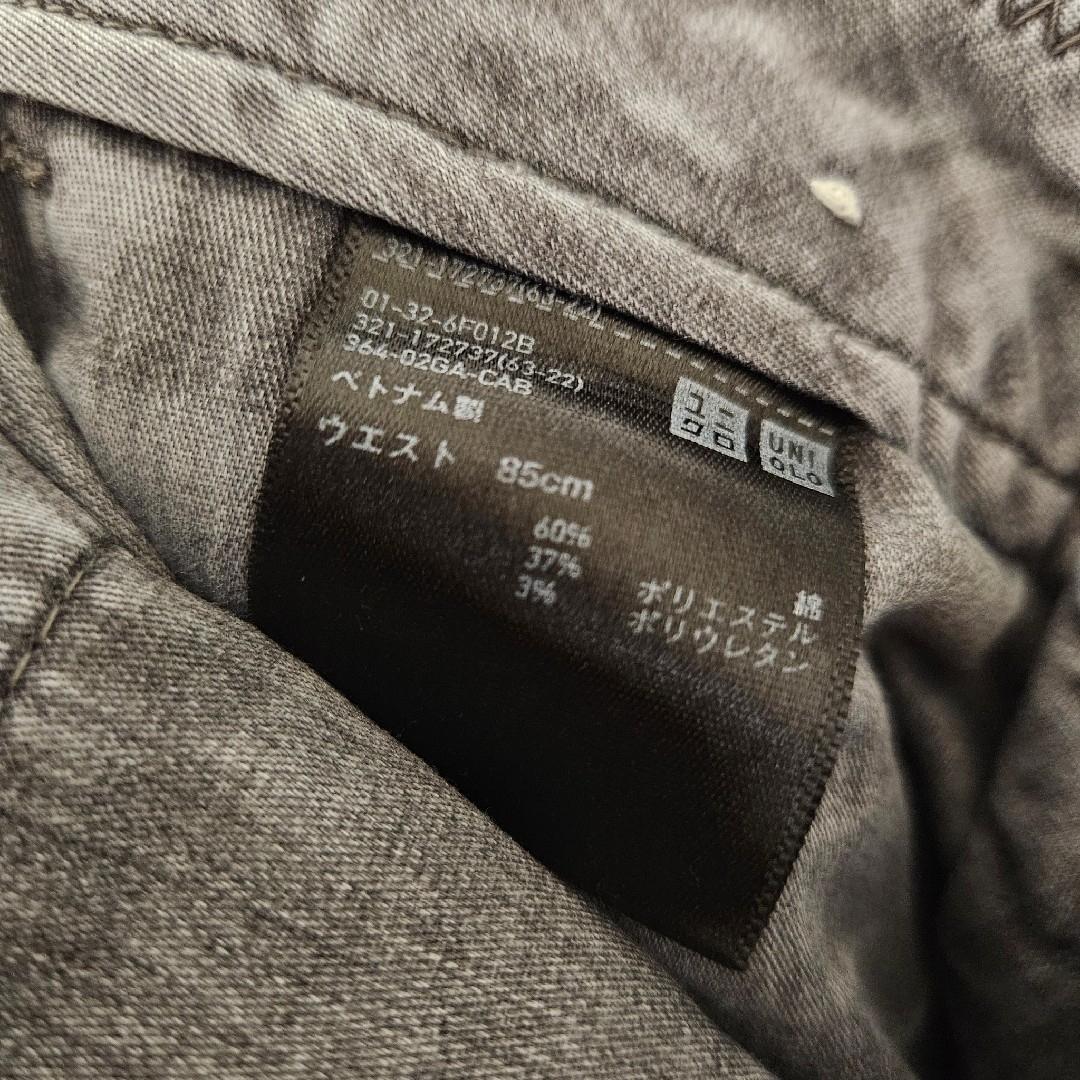 01-32-6F012B
321-172737(63-22)
364-02GA-CAB
ベトナム製
ウエスト 85cm
ユニクロ
UNIQLO
60% 綿
37% ポリエステル
3% ポリウレタン